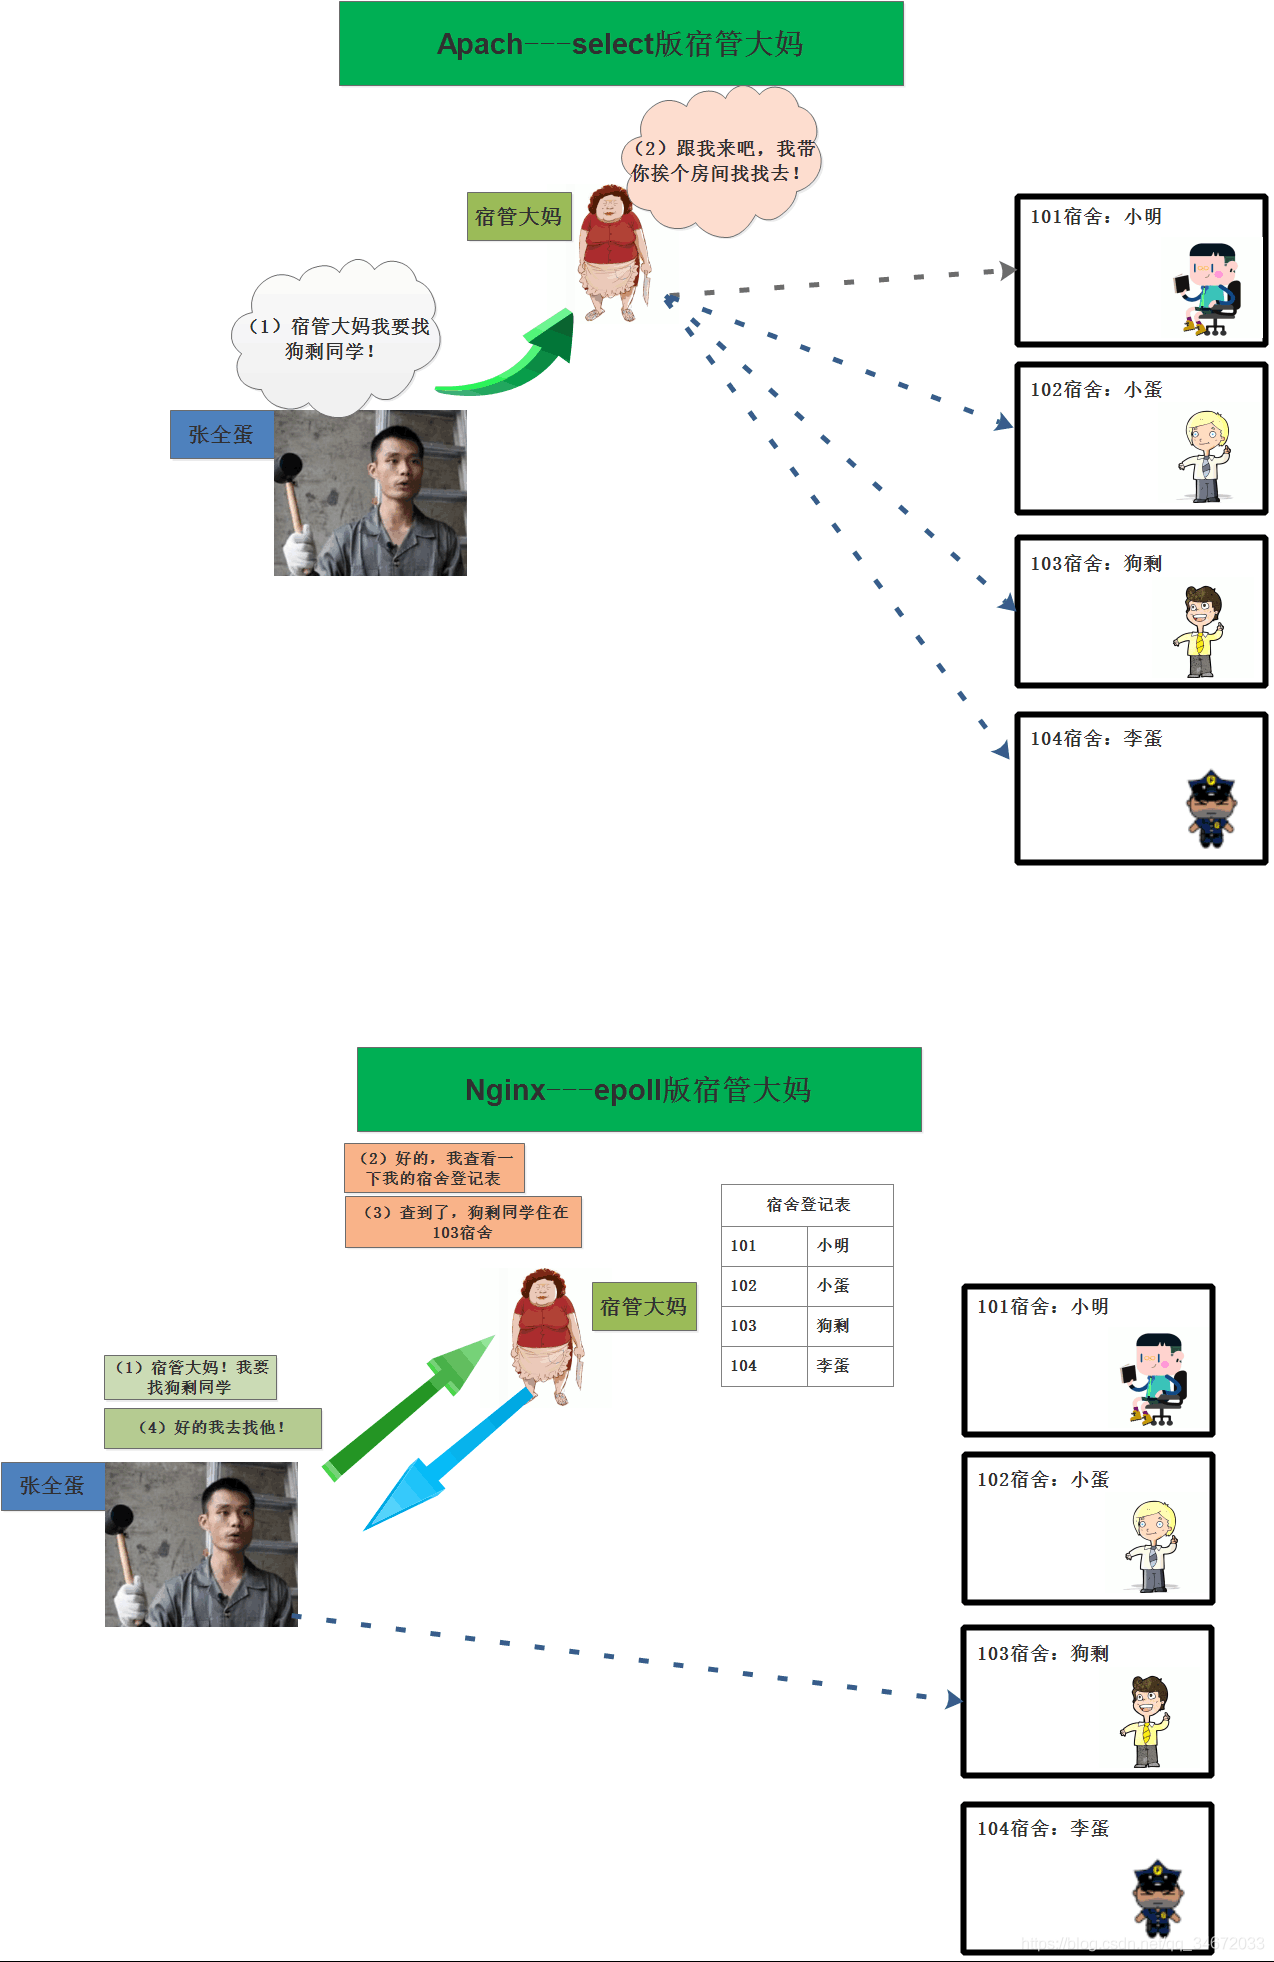 Apach---select版宿管大妈
（2）跟我来吧，我带
你挨个房间找找去！
宿管大妈
（1）宿管大妈我要找
狗剩同学！
张全蛋
101宿舍：小明
102宿舍：小蛋
103宿舍：狗剩
104宿舍：李蛋
Nginx---epoll版宿管大妈
（2）好的，我查看一
下我的宿舍登记表
（3）查到了，狗剩同学住在
103宿舍
宿管大妈
宿舍登记表
101 小明
102 小蛋
103 狗剩
104 李蛋
（1）宿管大妈！我要
找狗剩同学
（4）好的我去找他！
张全蛋
101宿舍：小明
102宿舍：小蛋
103宿舍：狗剩
104宿舍：李蛋
https://blog.csdn.net/qq_34672033